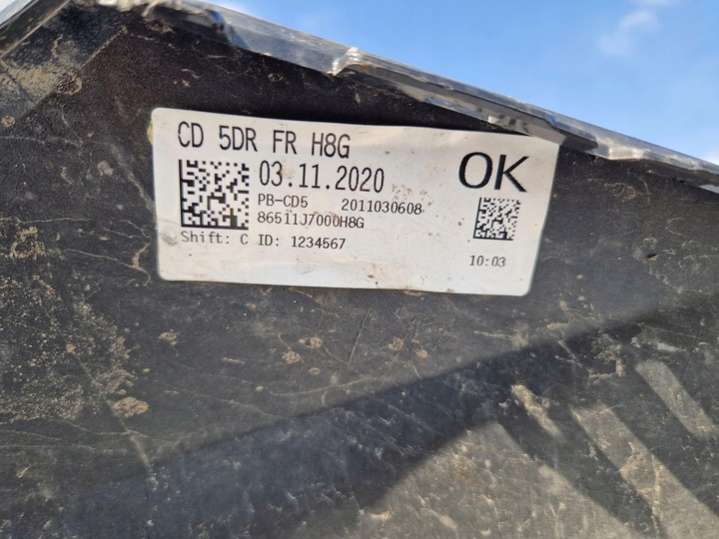 CD 5DR FR H8G
OK
03.11.2020
PB-CD5 2011030608
86511J7000H8G
Shift: C ID: 1234567
10:03